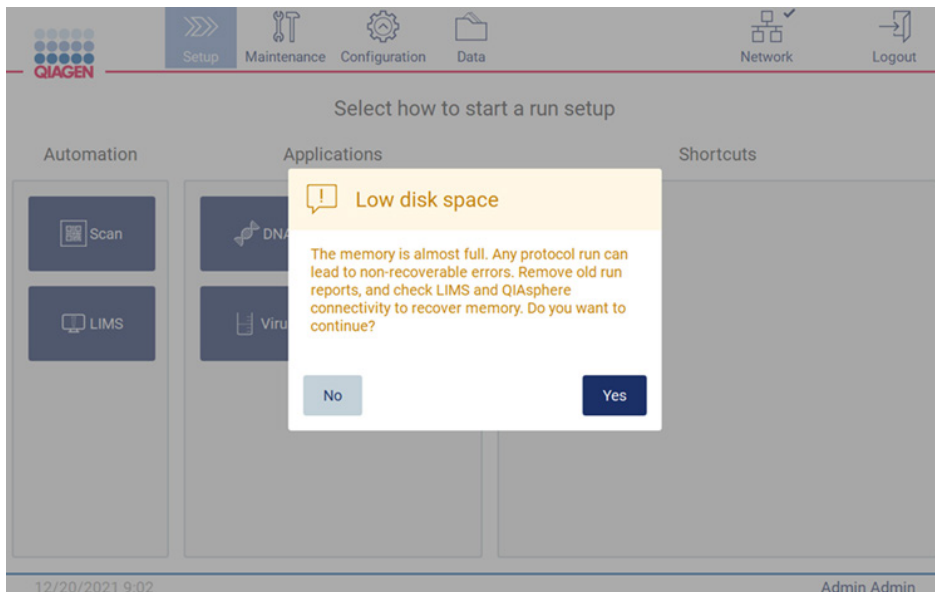 QIAGEN
Setup
Maintenance
Configuration
Data
Network
Logout
Select how to start a run setup
Automation
Applications
Shortcuts
Scan
LIMS
DNA
Viru
Low disk space
The memory is almost full. Any protocol run can
lead to non-recoverable errors. Remove old run
reports, and check LIMS and QIAsphere
connectivity to recover memory. Do you want to
continue?
No
Yes
12/20/2021 9:02
Admin Admin